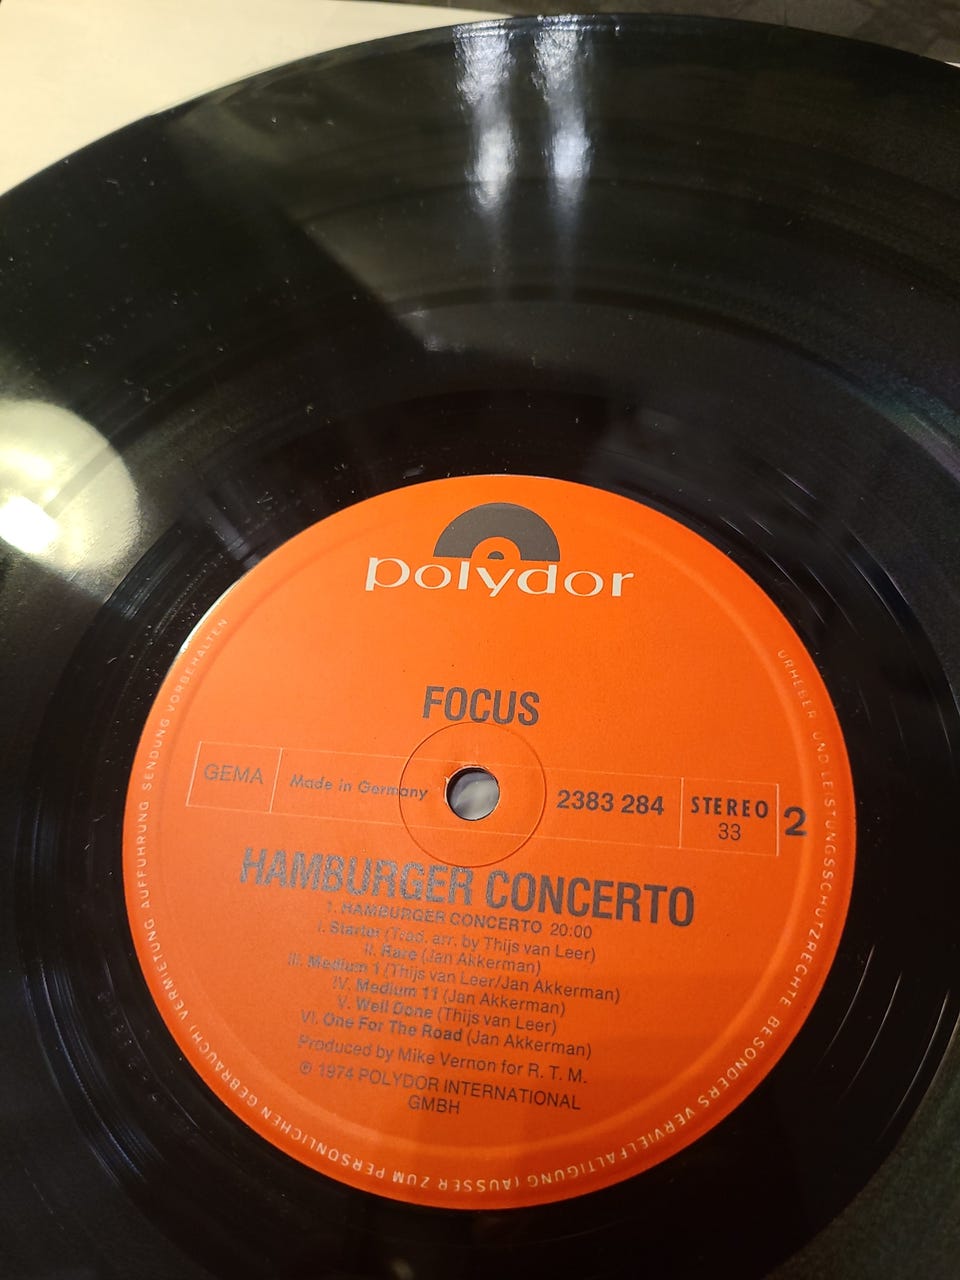 polydor
FOCUS
GEMA
Made in Germany
2383 284
STEREO
33
2
HAMBURGER CONCERTO
1. HAMBURGER CONCERTO 20:00
I. Starter (Trad. arr. by Thijs van Leer)
II. Rare (Jan Akkerman)
III. Medium 1 (Thijs van Leer/Jan Akkerman)
IV. Medium 11 (Jan Akkerman)
V. Well Done (Thijs van Leer)
VI. One For The Road (Jan Akkerman)
Produced by Mike Vernon for R. T. M.
℗ 1974 POLYDOR INTERNATIONAL
GMBH
URHEBER UND LEISTUNGSSCHUTZRECHTE BESONDERS VERVIELFÄLTIGUNG (AUSSER ZUM PERSÖNLICHEN GEBRAUCH) VERMIETUNG AUFFÜHRUNG SENDUNG VORBEHALTEN